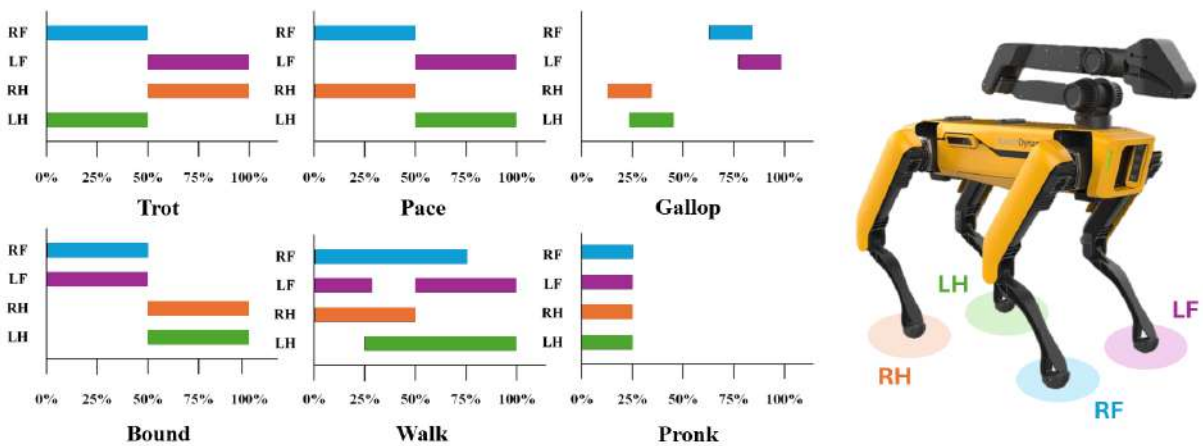 RF
LF
RH
LH
0% 25% 50% 75% 100%
Trot
RF
LF
RH
LH
0% 25% 50% 75% 100%
Pace
RF
LF
RH
LH
0% 25% 50% 75% 100%
Gallop
RF
LF
RH
LH
0% 25% 50% 75% 100%
Bound
RF
LF
RH
LH
0% 25% 50% 75% 100%
Walk
RF
LF
RH
LH
0% 25% 50% 75% 100%
Pronk
LH
LF
RH
RF